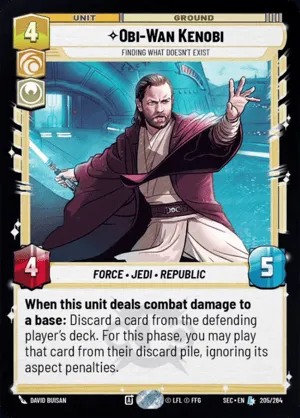 UNIT
GROUND
4
✧OBI-WAN KENOBI
FINDING WHAT DOESN'T EXIST
4
5
FORCE • JEDI • REPUBLIC
When this unit deals combat damage to
a base: Discard a card from the defending
player's deck. For this phase, you may play
that card from their discard pile, ignoring its
aspect penalties.
DAVID BUISAN
© LFL © FFG
SEC • EN
205/264